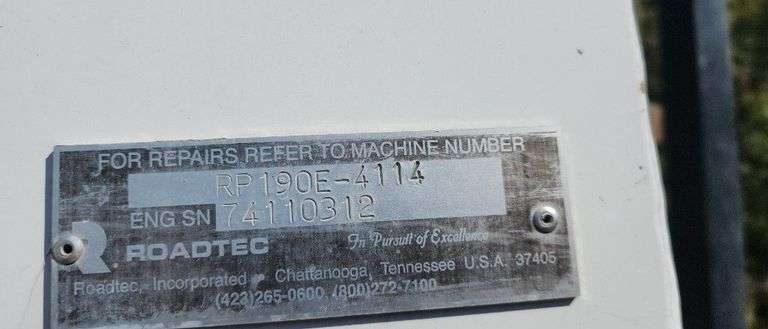 FOR REPAIRS REFER TO MACHINE NUMBER
RP190E-4114
ENG SN 74110312
R ROADTEC In Pursuit of Excellence
Roadtec, Incorporated • Chattanooga, Tennessee U.S.A. 37405
(423)265-0600, (800)272-7100